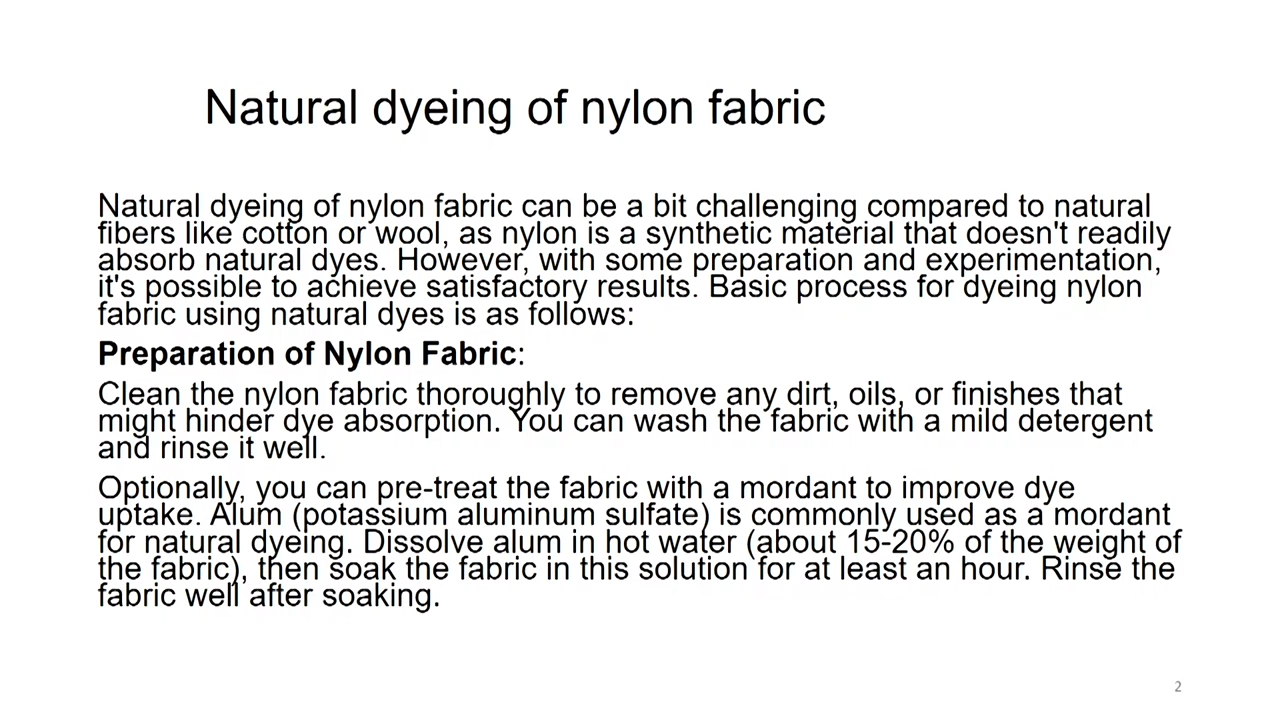 Natural dyeing of nylon fabric
Natural dyeing of nylon fabric can be a bit challenging compared to natural
fibers like cotton or wool, as nylon is a synthetic material that doesn't readily
absorb natural dyes. However, with some preparation and experimentation,
it's possible to achieve satisfactory results. Basic process for dyeing nylon
fabric using natural dyes is as follows:
Preparation of Nylon Fabric:
Clean the nylon fabric thoroughly to remove any dirt, oils, or finishes that
might hinder dye absorption. You can wash the fabric with a mild detergent
and rinse it well.
Optionally, you can pre-treat the fabric with a mordant to improve dye
uptake. Alum (potassium aluminum sulfate) is commonly used as a mordant
for natural dyeing. Dissolve alum in hot water (about 15-20% of the weight of
the fabric), then soak the fabric in this solution for at least an hour. Rinse the
fabric well after soaking.
2